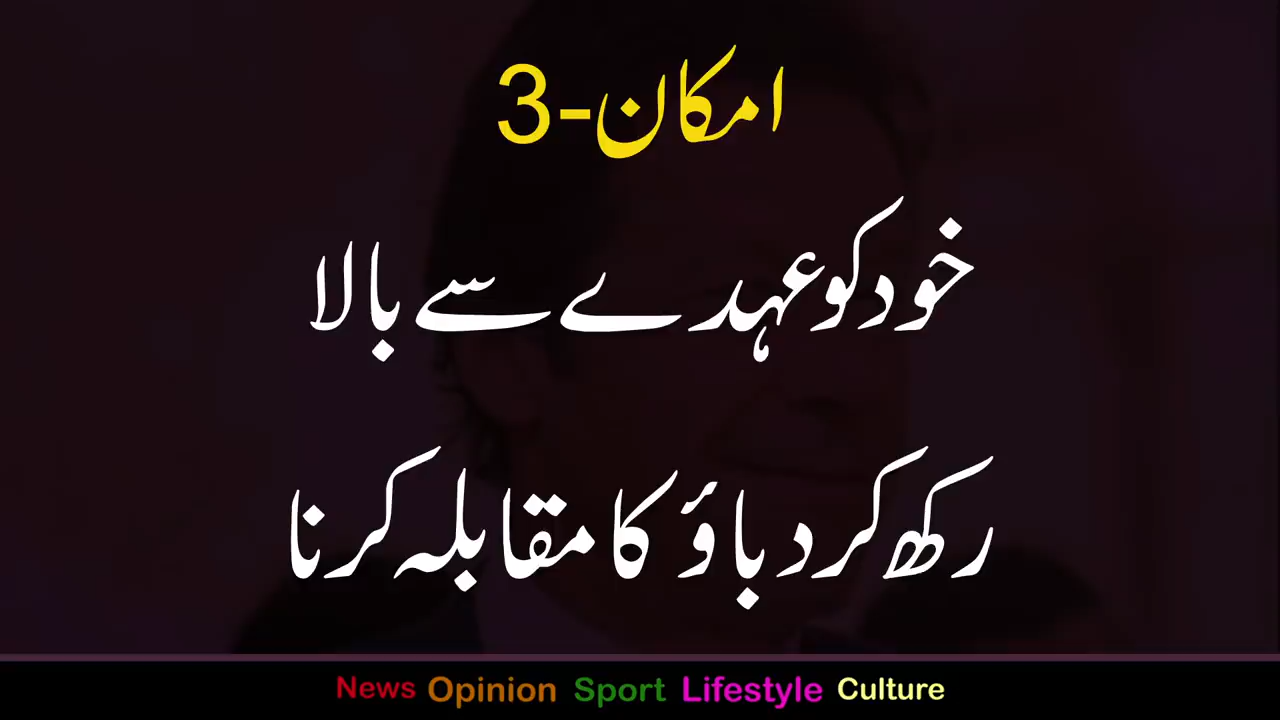 امکان-3
خود کو عہدے سے بالا
رکھ کر دباؤ کا مقابلہ کرنا
News Opinion Sport Lifestyle Culture